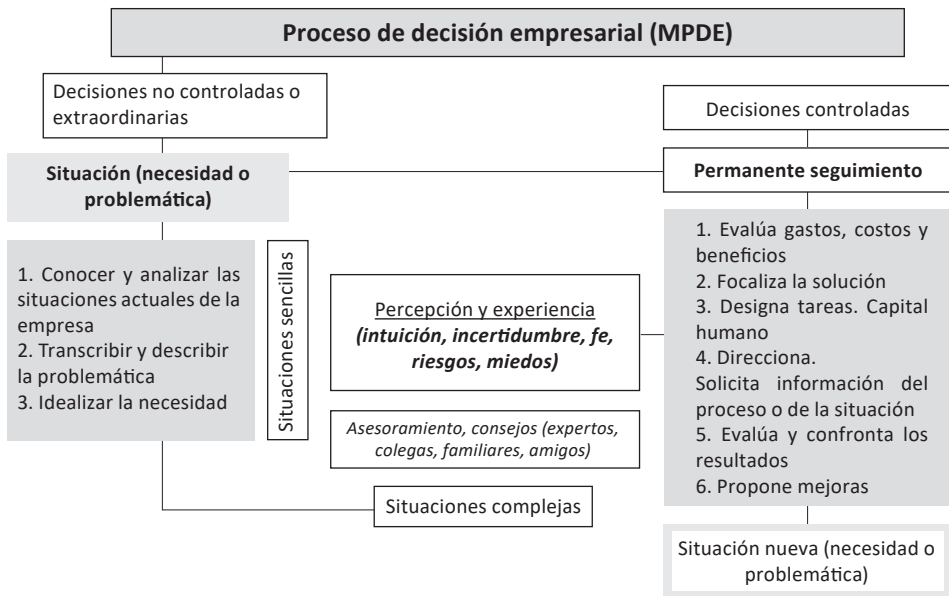 Proceso de decisión empresarial (MPDE)
Decisiones no controladas o
extraordinarias
Situación (necesidad o
problemática)
1. Conocer y analizar las
situaciones actuales de la
empresa
2. Transcribir y describir
la problemática
3. Idealizar la necesidad
Situaciones sencillas
Percepción y experiencia
(intuición, incertidumbre, fe,
riesgos, miedos)
Asesoramiento, consejos (expertos,
colegas, familiares, amigos)
Situaciones complejas
Decisiones controladas
Permanente seguimiento
1. Evalúa gastos, costos y
beneficios
2. Focaliza la solución
3. Designa tareas. Capital
humano
4. Direcciona.
Solicita información del
proceso o de la situación
5. Evalúa y confronta los
resultados
6. Propone mejoras
Situación nueva (necesidad o
problemática)